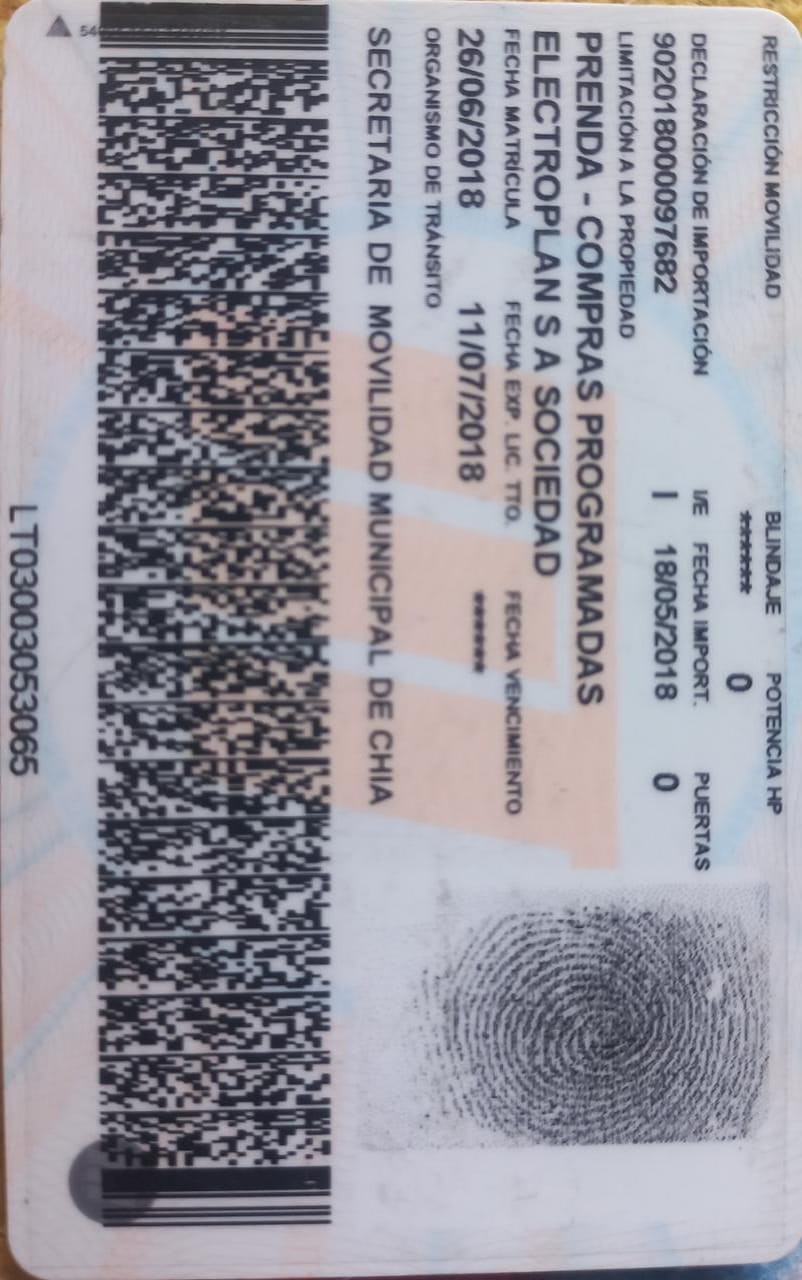 RESTRICCIÓN MOVILIDAD BLINDAJE POTENCIA HP
****** 0
DECLARACIÓN DE IMPORTACIÓN I/E FECHA IMPORT. PUERTAS
902018000097682 I 18/05/2018 0
LIMITACIÓN A LA PROPIEDAD
PRENDA - COMPRAS PROGRAMADAS
ELECTROPLAN S A SOCIEDAD
FECHA MATRÍCULA FECHA EXP. LIC. TTO. FECHA VENCIMIENTO
26/06/2018 11/07/2018 ******
ORGANISMO DE TRÁNSITO
SECRETARIA DE MOVILIDAD MUNICIPAL DE CHIA
LT03003053065